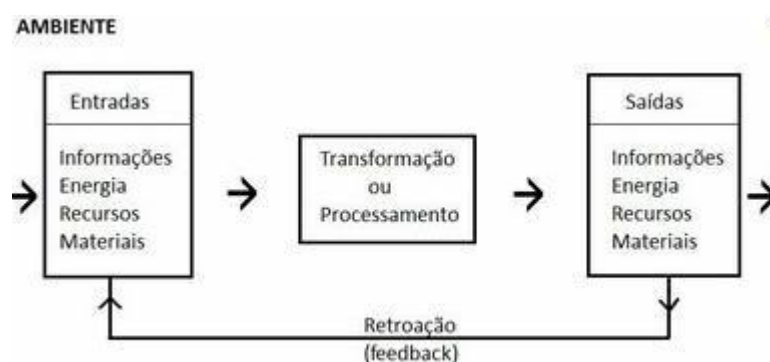 AMBIENTE
Entradas
Informações
Energia
Recursos
Materiais
Transformação
ou
Processamento
Saídas
Informações
Energia
Recursos
Materiais
Retroação
(feedback)